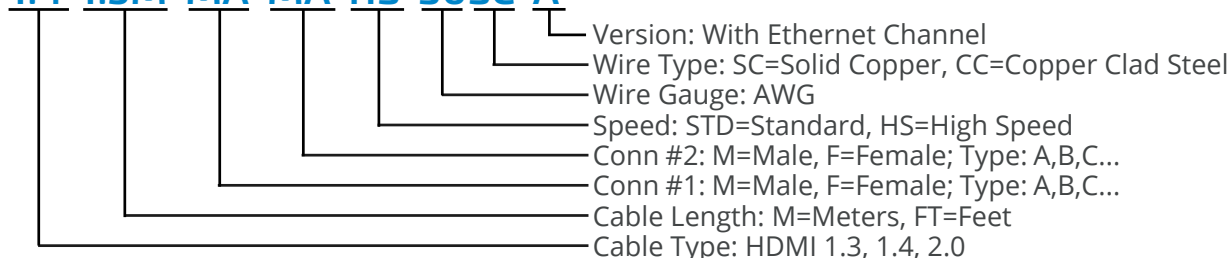 Version: With Ethernet Channel
Wire Type: SC=Solid Copper, CC=Copper Clad Steel
Wire Gauge: AWG
Speed: STD=Standard, HS=High Speed
Conn #2: M=Male, F=Female; Type: A,B,C...
Conn #1: M=Male, F=Female; Type: A,B,C...
Cable Length: M=Meters, FT=Feet
Cable Type: HDMI 1.3, 1.4, 2.0